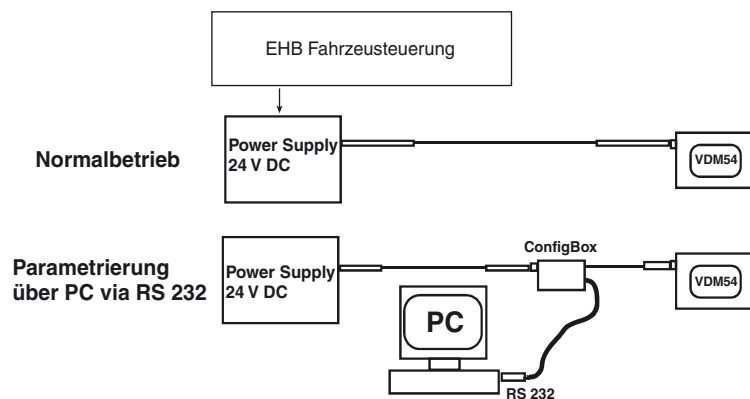 EHB Fahrzeusteuerung
Normalbetrieb
Power Supply
24 V DC
VDM54
Parametrierung
über PC via RS 232
Power Supply
24 V DC
ConfigBox
VDM54
PC
RS 232